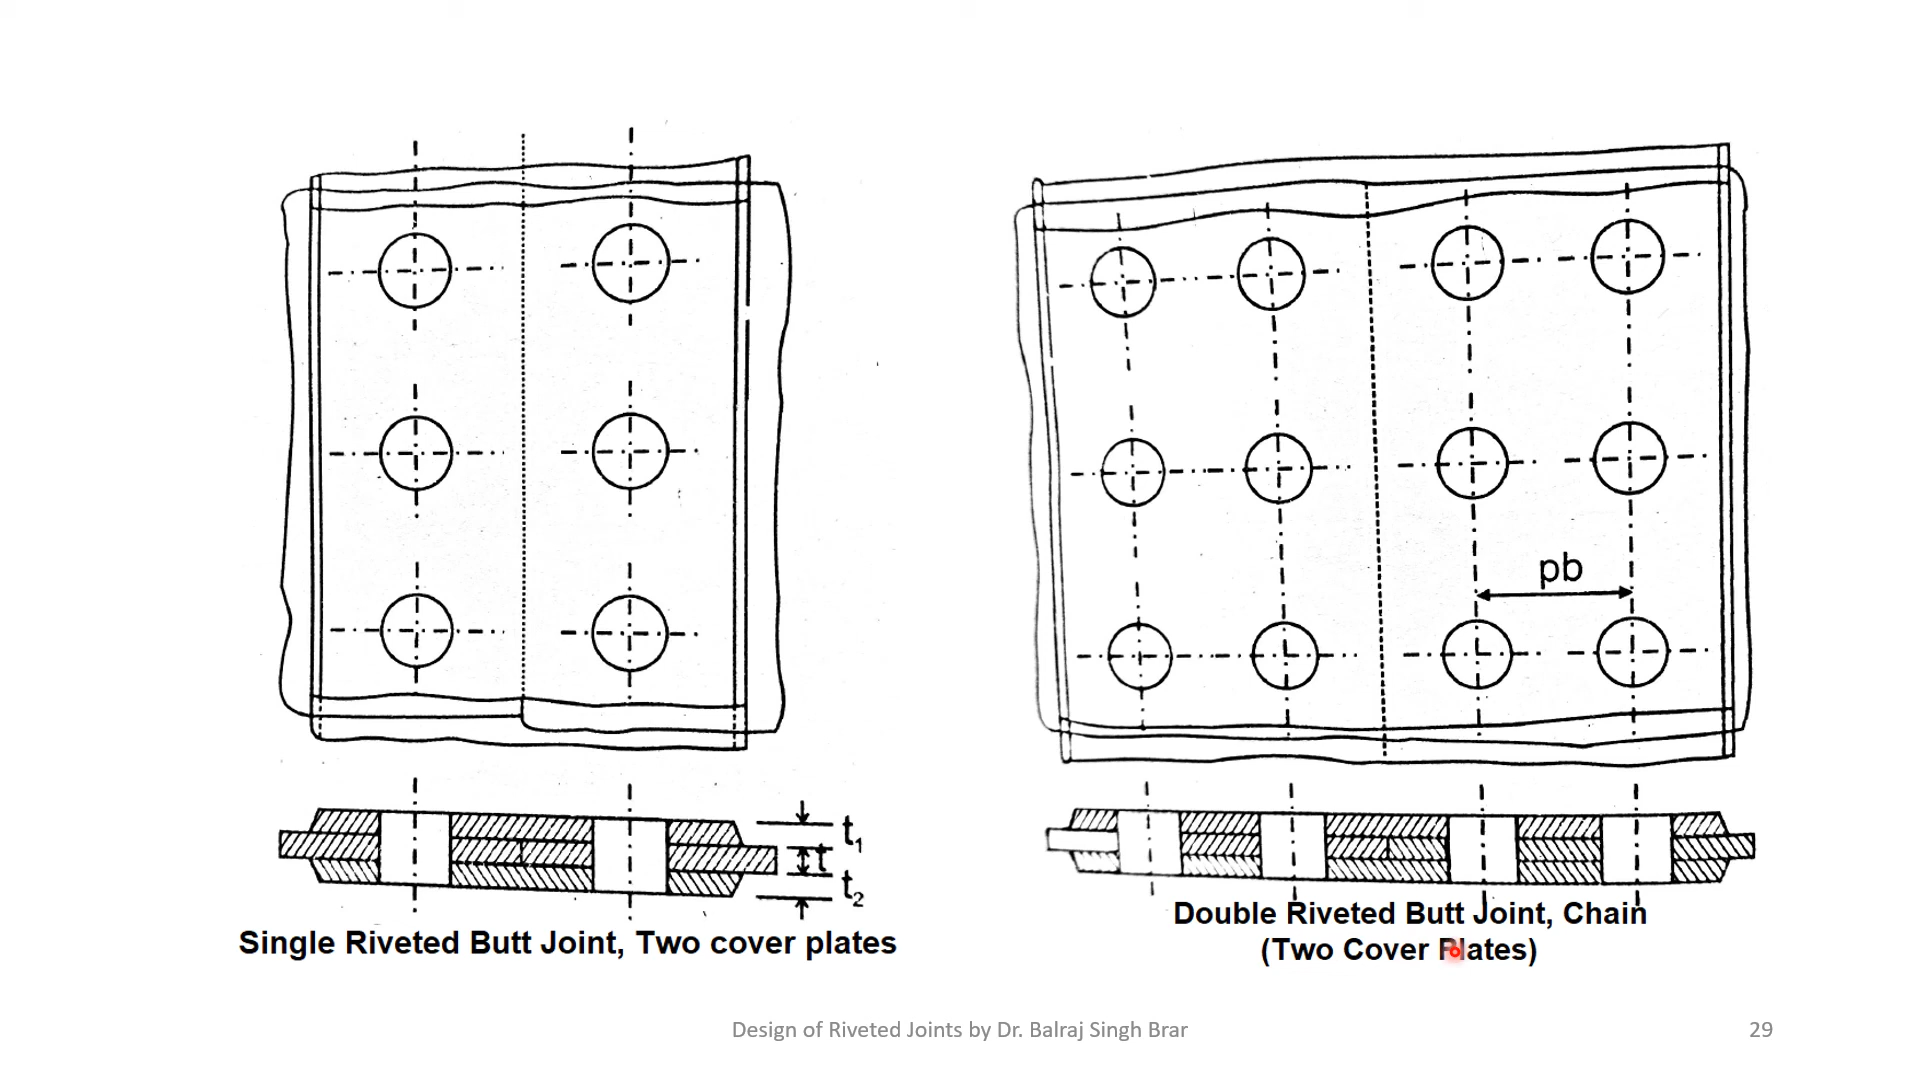 pb
t₁
t
t₂
Single Riveted Butt Joint, Two cover plates
Double Riveted Butt Joint, Chain
(Two Cover Plates)
Design of Riveted Joints by Dr. Balraj Singh Brar
29